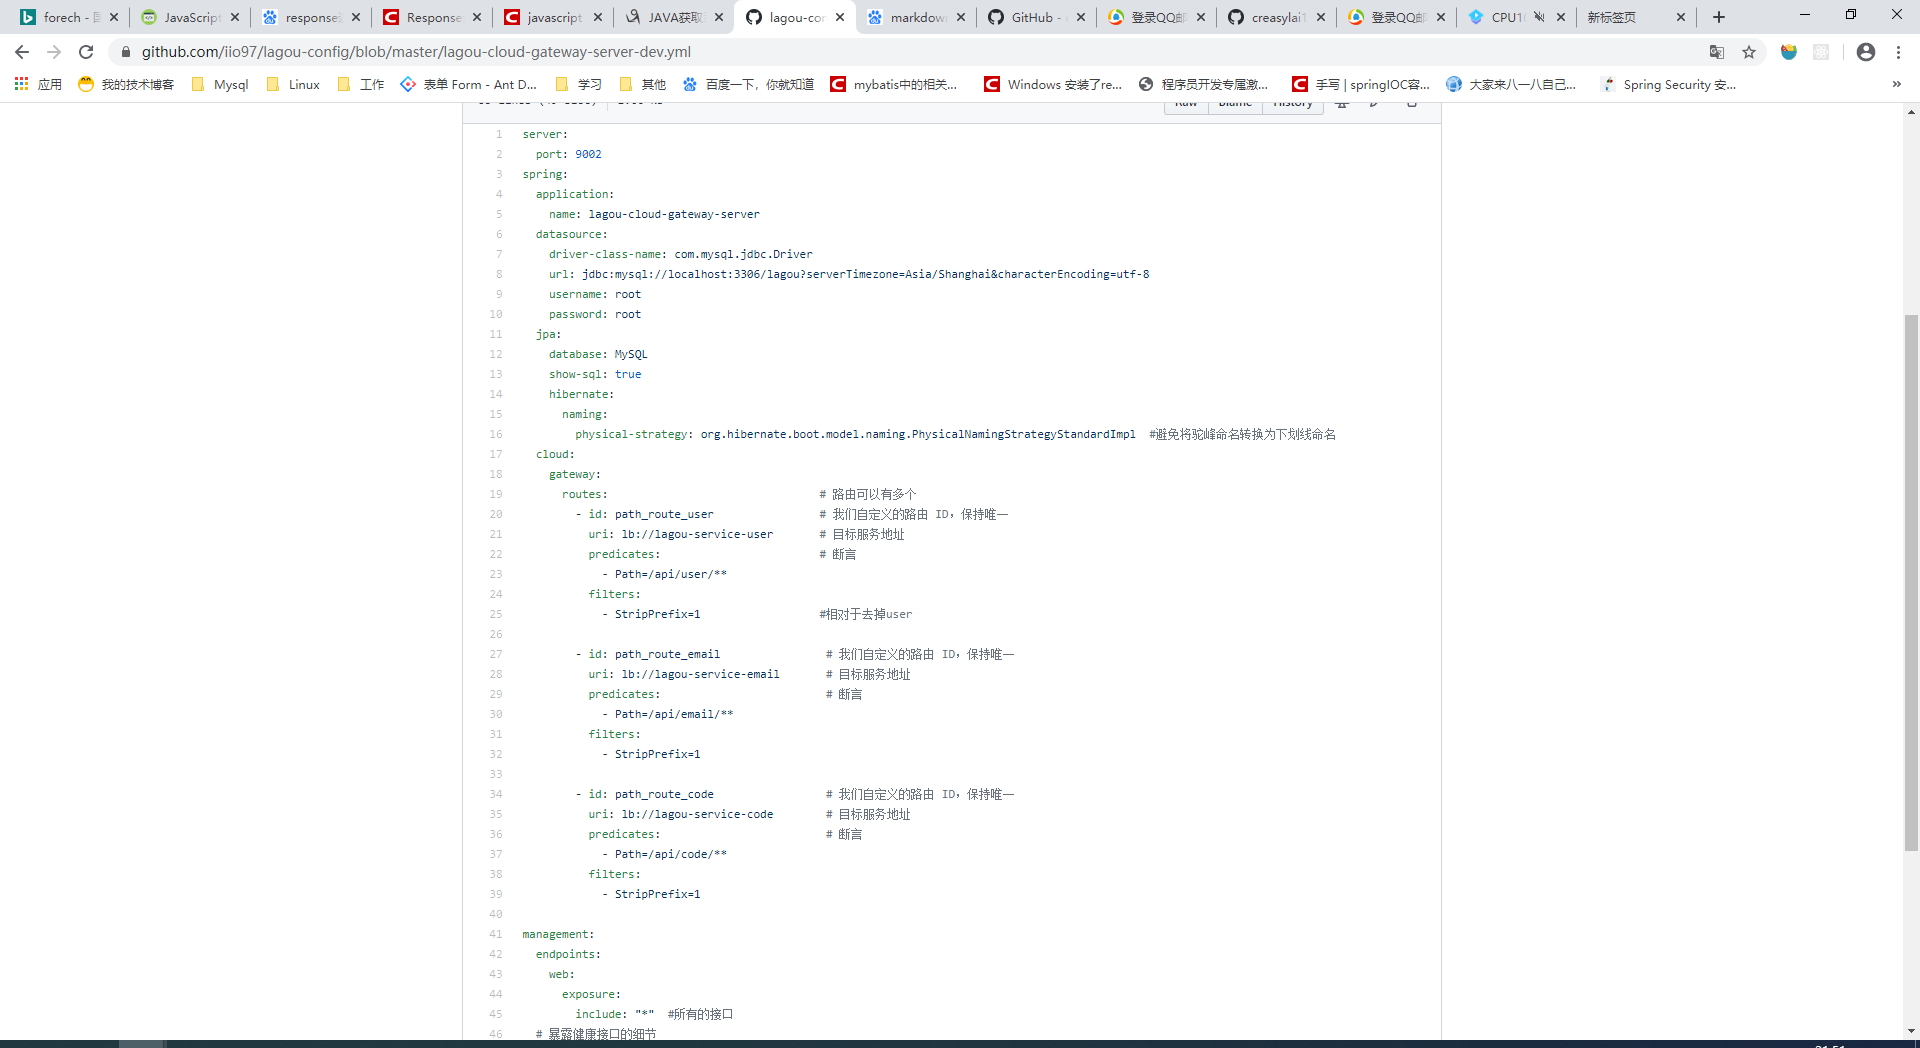 forech - 
JavaScript
response
Response
javascript
JAVA获取
lagou-con
markdown
GitHub -
登录QQ邮
creasylai1
登录QQ邮
CPU1
新标签页
github.com/iio97/lagou-config/blob/master/lagou-cloud-gateway-server-dev.yml
应用
我的技术博客
Mysql
Linux
工作
表单 Form - Ant D...
学习
其他
百度一下，你就知道
mybatis中的相关...
Windows 安装了re...
程序员开发专属激...
手写 | springIOC容...
大家来八一八自己...
Spring Security 安...
»
Raw Blame History
1 server:
2 port: 9002
3 spring:
4 application:
5 name: lagou-cloud-gateway-server
6 datasource:
7 driver-class-name: com.mysql.jdbc.Driver
8 url: jdbc:mysql://localhost:3306/lagou?serverTimezone=Asia/Shanghai&characterEncoding=utf-8
9 username: root
10 password: root
11 jpa:
12 database: MySQL
13 show-sql: true
14 hibernate:
15 naming:
16 physical-strategy: org.hibernate.boot.model.naming.PhysicalNamingStrategyStandardImpl #避免将驼峰命名转换为下划线命名
17 cloud:
18 gateway:
19 routes: # 路由可以有多个
20 - id: path_route_user # 我们自定义的路由 ID，保持唯一
21 uri: lb://lagou-service-user # 目标服务地址
22 predicates: # 断言
23 - Path=/api/user/**
24 filters:
25 - StripPrefix=1 #相对于去掉user
26
27 - id: path_route_email # 我们自定义的路由 ID，保持唯一
28 uri: lb://lagou-service-email # 目标服务地址
29 predicates: # 断言
30 - Path=/api/email/**
31 filters:
32 - StripPrefix=1
33
34 - id: path_route_code # 我们自定义的路由 ID，保持唯一
35 uri: lb://lagou-service-code # 目标服务地址
36 predicates: # 断言
37 - Path=/api/code/**
38 filters:
39 - StripPrefix=1
40
41 management:
42 endpoints:
43 web:
44 exposure:
45 include: "*" #所有的接口
46 # 暴露健康接口的细节